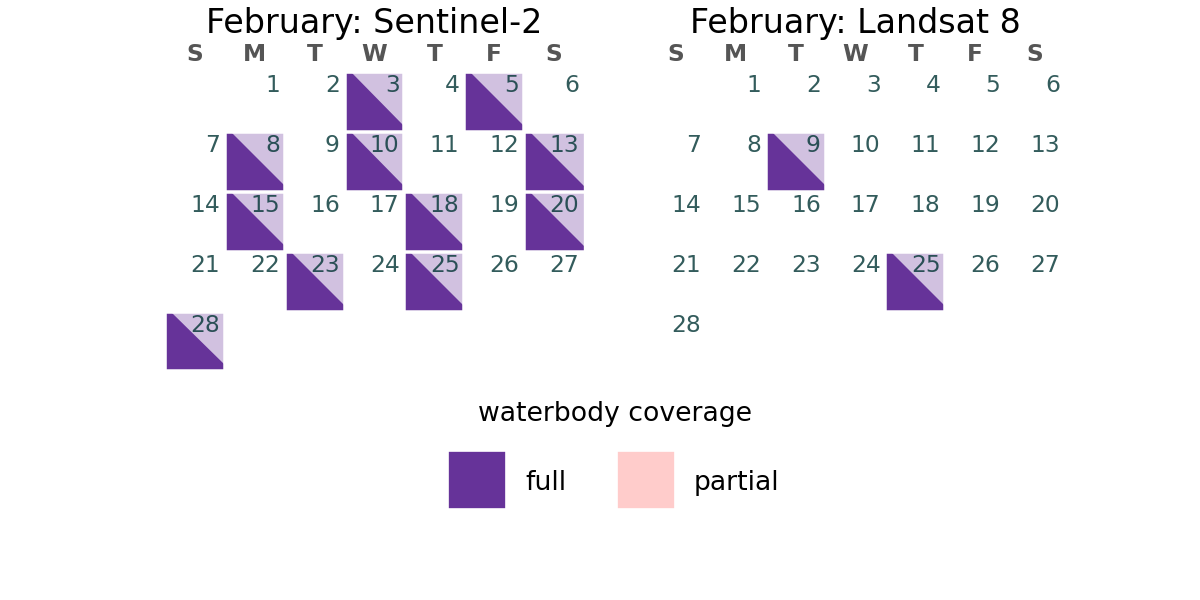 February: Sentinel-2
S M T W T F S
1 2 3 4 5 6
7 8 9 10 11 12 13
14 15 16 17 18 19 20
21 22 23 24 25 26 27
28
February: Landsat 8
S M T W T F S
1 2 3 4 5 6
7 8 9 10 11 12 13
14 15 16 17 18 19 20
21 22 23 24 25 26 27
28
waterbody coverage
full partial